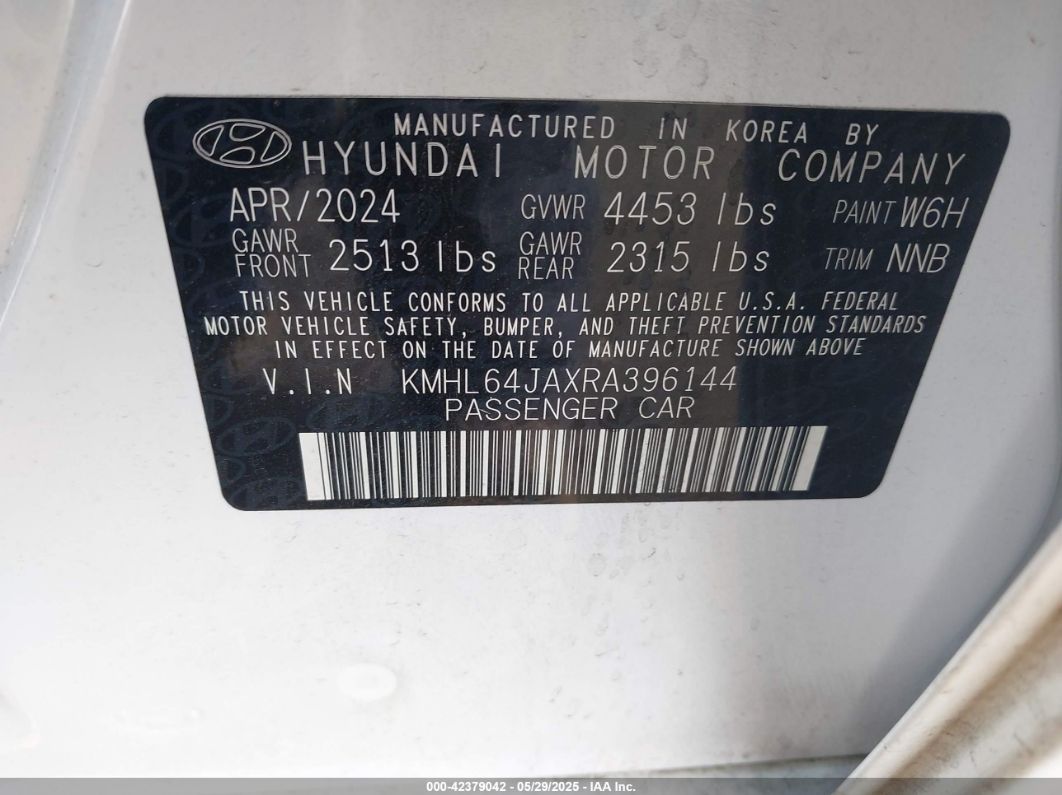 MANUFACTURED IN KOREA BY
HYUNDAI MOTOR COMPANY
APR/2024 GVWR 4453 lbs PAINT W6H
GAWR FRONT 2513 lbs GAWR REAR 2315 lbs TRIM NNB
THIS VEHICLE CONFORMS TO ALL APPLICABLE U.S.A. FEDERAL
MOTOR VEHICLE SAFETY, BUMPER, AND THEFT PREVENTION STANDARDS
IN EFFECT ON THE DATE OF MANUFACTURE SHOWN ABOVE
V.I.N KMHL64JAXRA396144
PASSENGER CAR
000-42379042 - 05/29/2025 - IAA Inc.